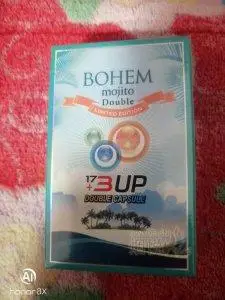 BOHEM
mojito
Double
LIMITED EDITION
17
+3 UP
DOUBLE CAPSULE
AI
honor 8X